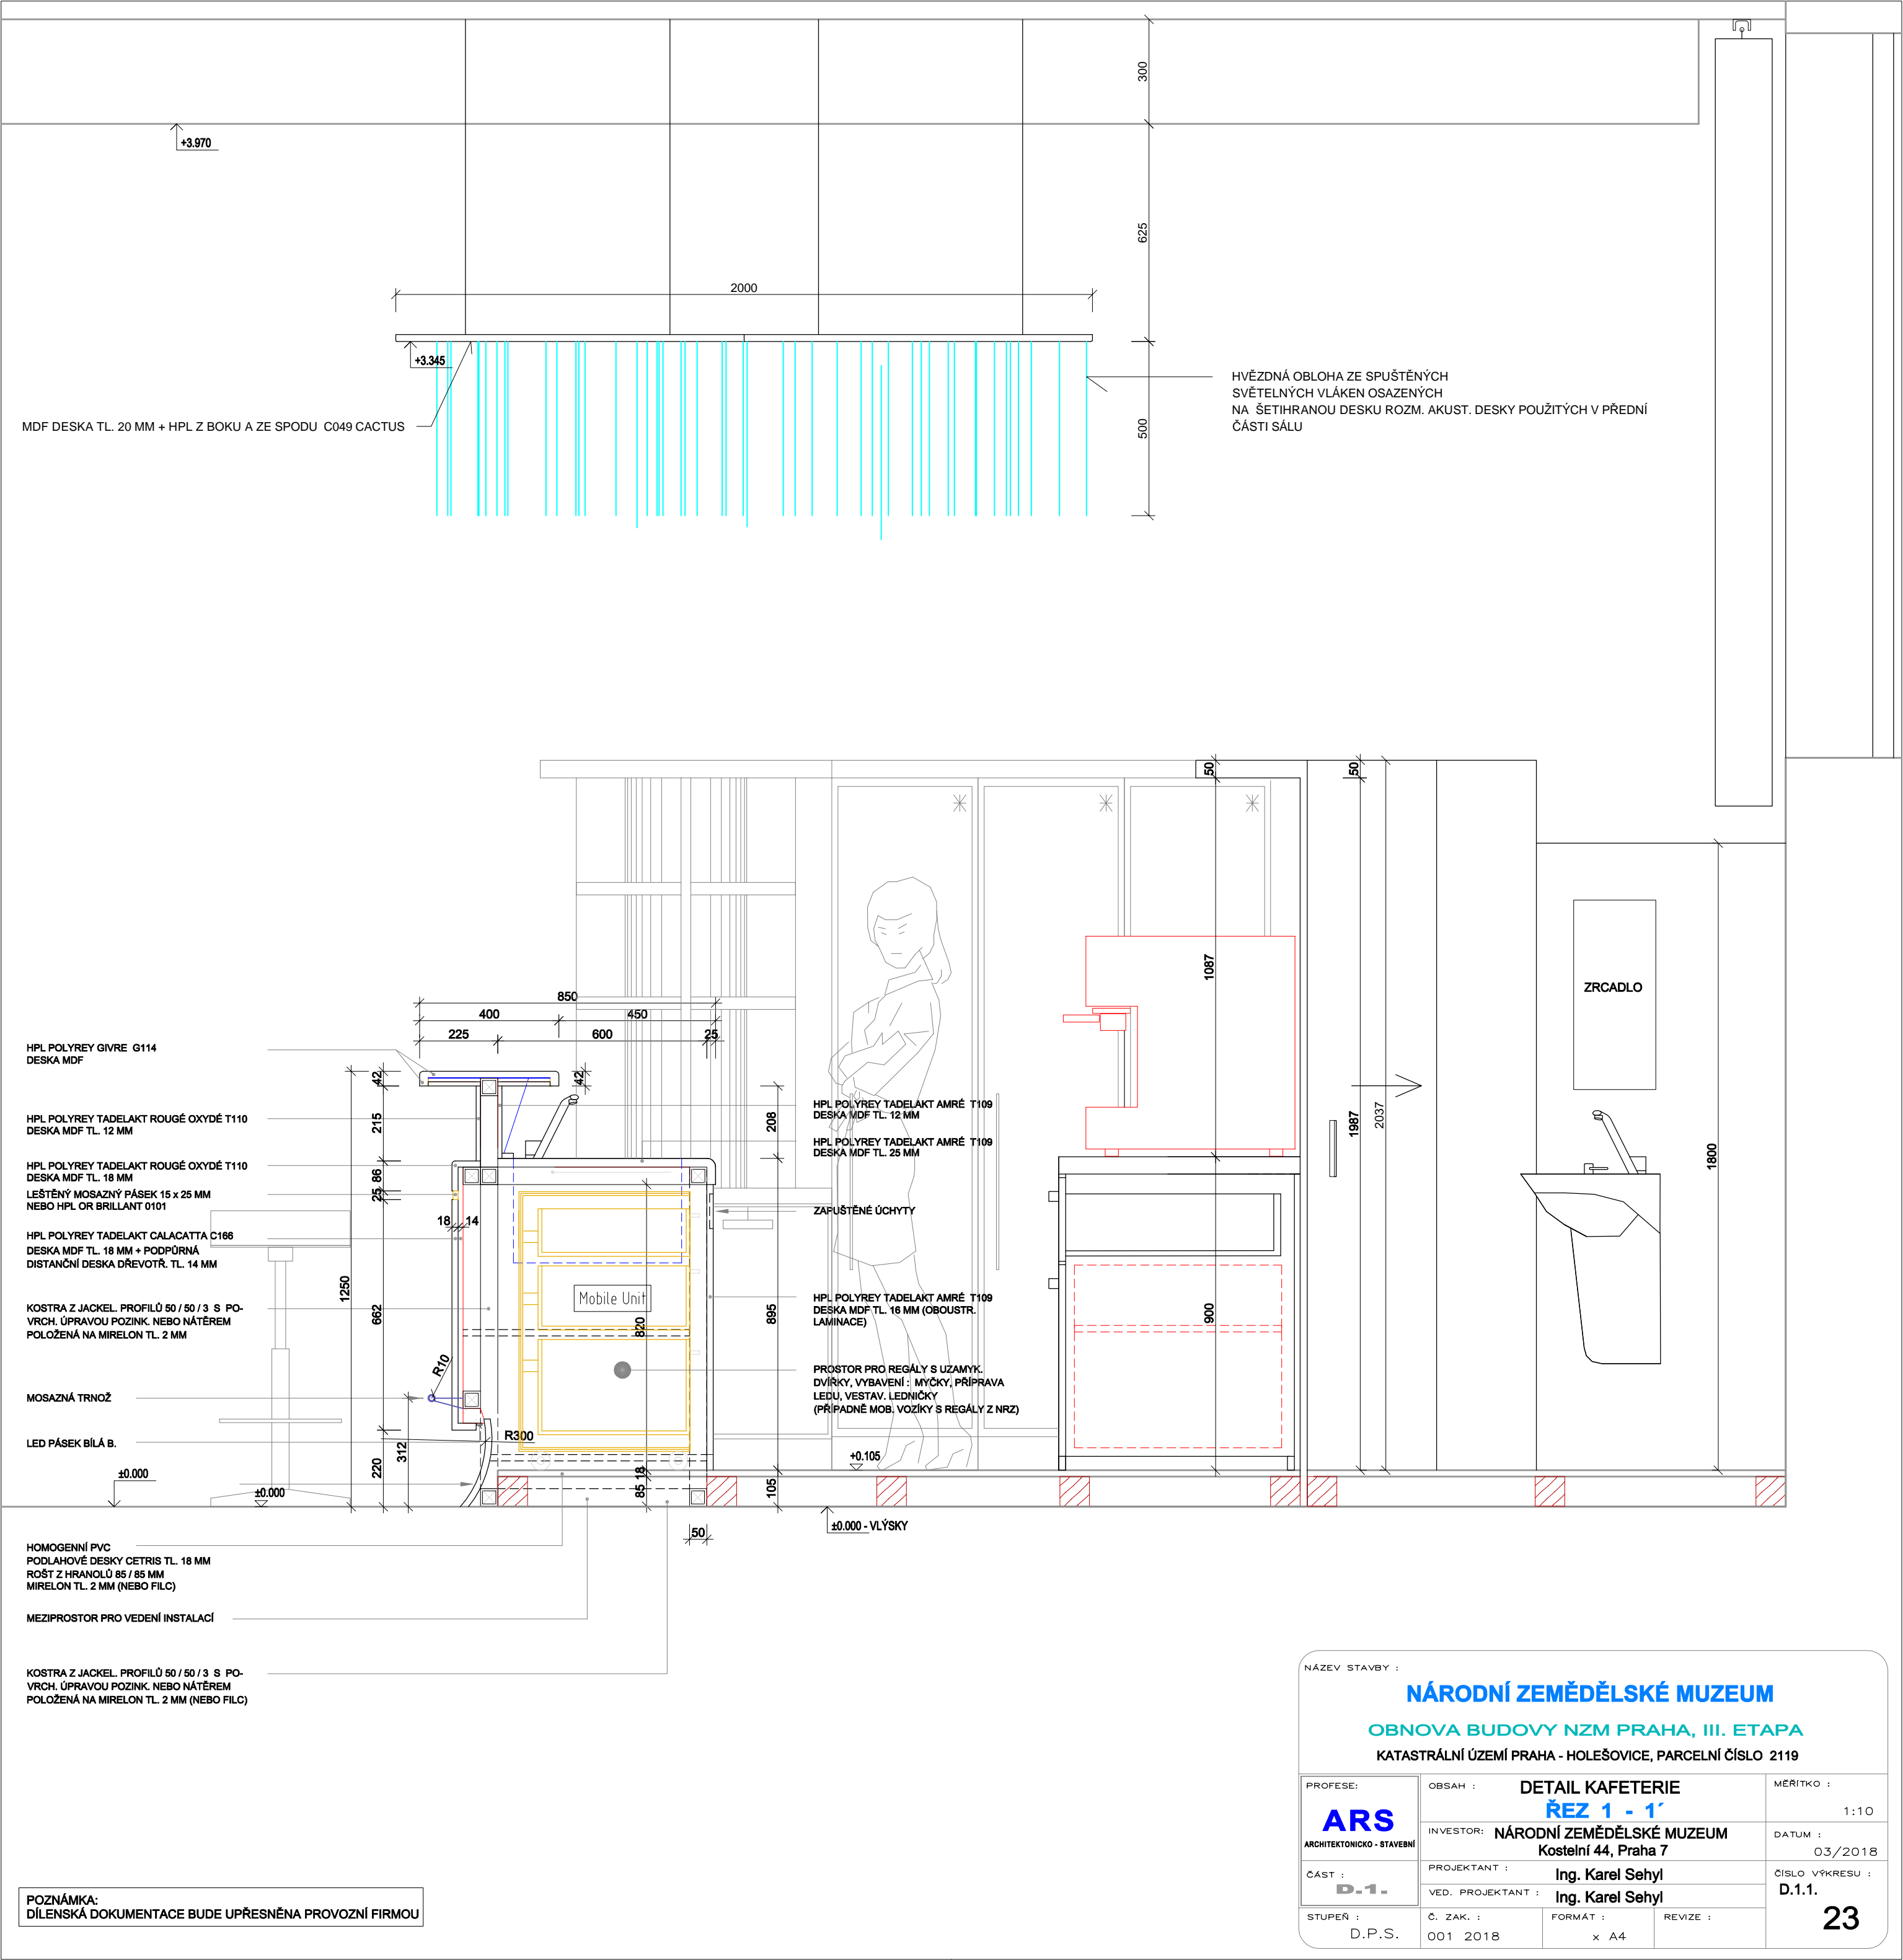 300
+3.970
625
2000
+3.345
HVĚZDNÁ OBLOHA ZE SPUŠTĚNÝCH
SVĚTELNÝCH VLÁKEN OSAZENÝCH
NA ŠETIHRANOU DESKU ROZM. AKUST. DESKY POUŽITÝCH V PŘEDNÍ
ČÁSTI SÁLU
MDF DESKA TL. 20 MM + HPL Z BOKU A ZE SPODU C049 CACTUS
500
50
50
1087
1987
2037
1800
ZRCADLO
850
400
450
225
600
25
HPL POLYREY GIVRE G114
DESKA MDF
42
42
HPL POLYREY TADELAKT ROUGÉ OXYDÉ T110
DESKA MDF TL. 12 MM
215
208
HPL POLYREY TADELAKT AMRÉ T109
DESKA MDF TL. 12 MM
HPL POLYREY TADELAKT AMRÉ T109
DESKA MDF TL. 25 MM
HPL POLYREY TADELAKT ROUGÉ OXYDÉ T110
DESKA MDF TL. 18 MM
86
LEŠTĚNÝ MOSAZNÝ PÁSEK 15 x 25 MM
NEBO HPL OR BRILLANT 0101
25
ZAPUŠTĚNÉ ÚCHYTY
18
14
HPL POLYREY TADELAKT CALACATTA C166
DESKA MDF TL. 18 MM + PODPŮRNÁ
DISTANČNÍ DESKA DŘEVOTŘ. TL. 14 MM
1250
Mobile Unit
KOSTRA Z JACKEL. PROFILŮ 50 / 50 / 3 S PO-
VRCH. ÚPRAVOU POZINK. NEBO NÁTĚREM
POLOŽENÁ NA MIRELON TL. 2 MM
662
820
895
900
HPL POLYREY TADELAKT AMRÉ T109
DESKA MDF TL. 16 MM (OBOUSTR.
LAMINACE)
R10
PROSTOR PRO REGÁLY S UZAMYK.
DVÍŘKY, VYBAVENÍ : MYČKY, PŘÍPRAVA
LEDU, VESTAV. LEDNIČKY
(PŘÍPADNĚ MOB. VOZÍKY S REGÁLY Z NRZ)
MOSAZNÁ TRNOŽ
LED PÁSEK BÍLÁ B.
R300
312
220
+0.105
±0.000
±0.000
18
85
105
±0.000 - VLÝSKY
50
HOMOGENNÍ PVC
PODLAHOVÉ DESKY CETRIS TL. 18 MM
ROŠT Z HRANOLŮ 85 / 85 MM
MIRELON TL. 2 MM (NEBO FILC)
MEZIPROSTOR PRO VEDENÍ INSTALACÍ
KOSTRA Z JACKEL. PROFILŮ 50 / 50 / 3 S PO-
VRCH. ÚPRAVOU POZINK. NEBO NÁTĚREM
POLOŽENÁ NA MIRELON TL. 2 MM (NEBO FILC)
POZNÁMKA:
DÍLENSKÁ DOKUMENTACE BUDE UPŘESNĚNA PROVOZNÍ FIRMOU
NÁZEV STAVBY :
NÁRODNÍ ZEMĚDĚLSKÉ MUZEUM
OBNOVA BUDOVY NZM PRAHA, III. ETAPA
KATASTRÁLNÍ ÚZEMÍ PRAHA - HOLEŠOVICE, PARCELNÍ ČÍSLO 2119
PROFESE:
ARS
ARCHITEKTONICKO - STAVEBNÍ
OBSAH :
DETAIL KAFETERIE
ŘEZ 1 - 1´
MĚŘÍTKO :
1:10
INVESTOR: NÁRODNÍ ZEMĚDĚLSKÉ MUZEUM
Kostelní 44, Praha 7
DATUM :
03/2018
ČÁST :
D.1.
PROJEKTANT : Ing. Karel Sehyl
VED. PROJEKTANT : Ing. Karel Sehyl
ČÍSLO VÝKRESU :
D.1.1.
23
STUPEŇ :
D.P.S.
Č. ZAK. :
001 2018
FORMÁT :
x A4
REVIZE :